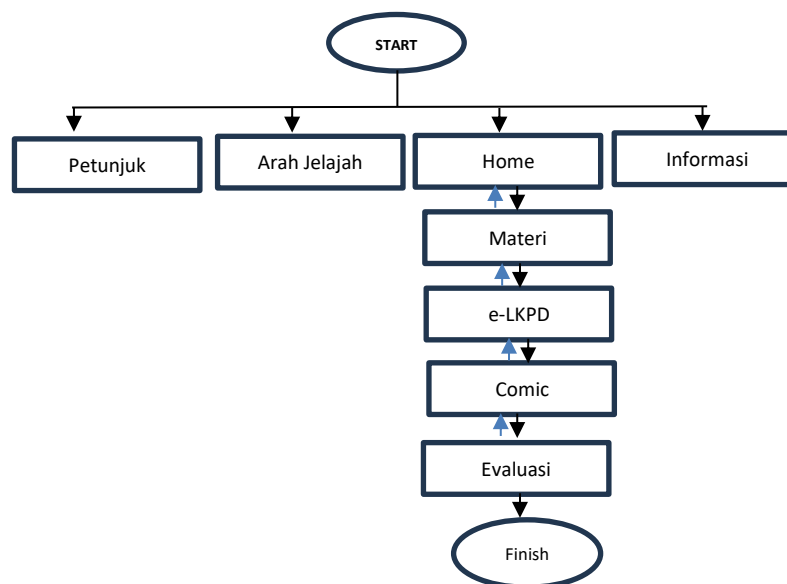 START
Petunjuk
Arah Jelajah
Home
Informasi
Materi
e-LKPD
Comic
Evaluasi
Finish